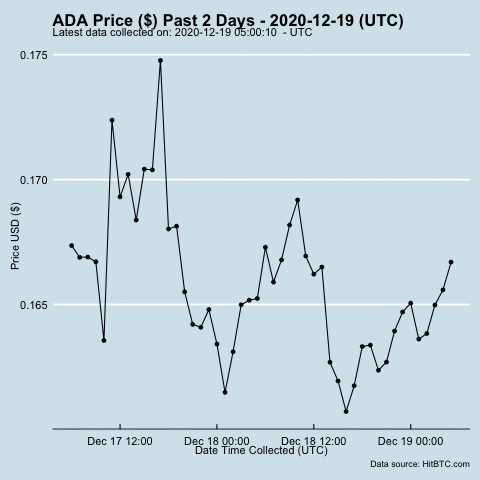 ADA Price ($) Past 2 Days - 2020-12-19 (UTC)
Latest data collected on: 2020-12-19 05:00:10  - UTC
0.175
0.170
0.165
Price USD ($)
Dec 17 12:00 Dec 18 00:00 Dec 18 12:00 Dec 19 00:00
Date Time Collected (UTC)
Data source: HitBTC.com